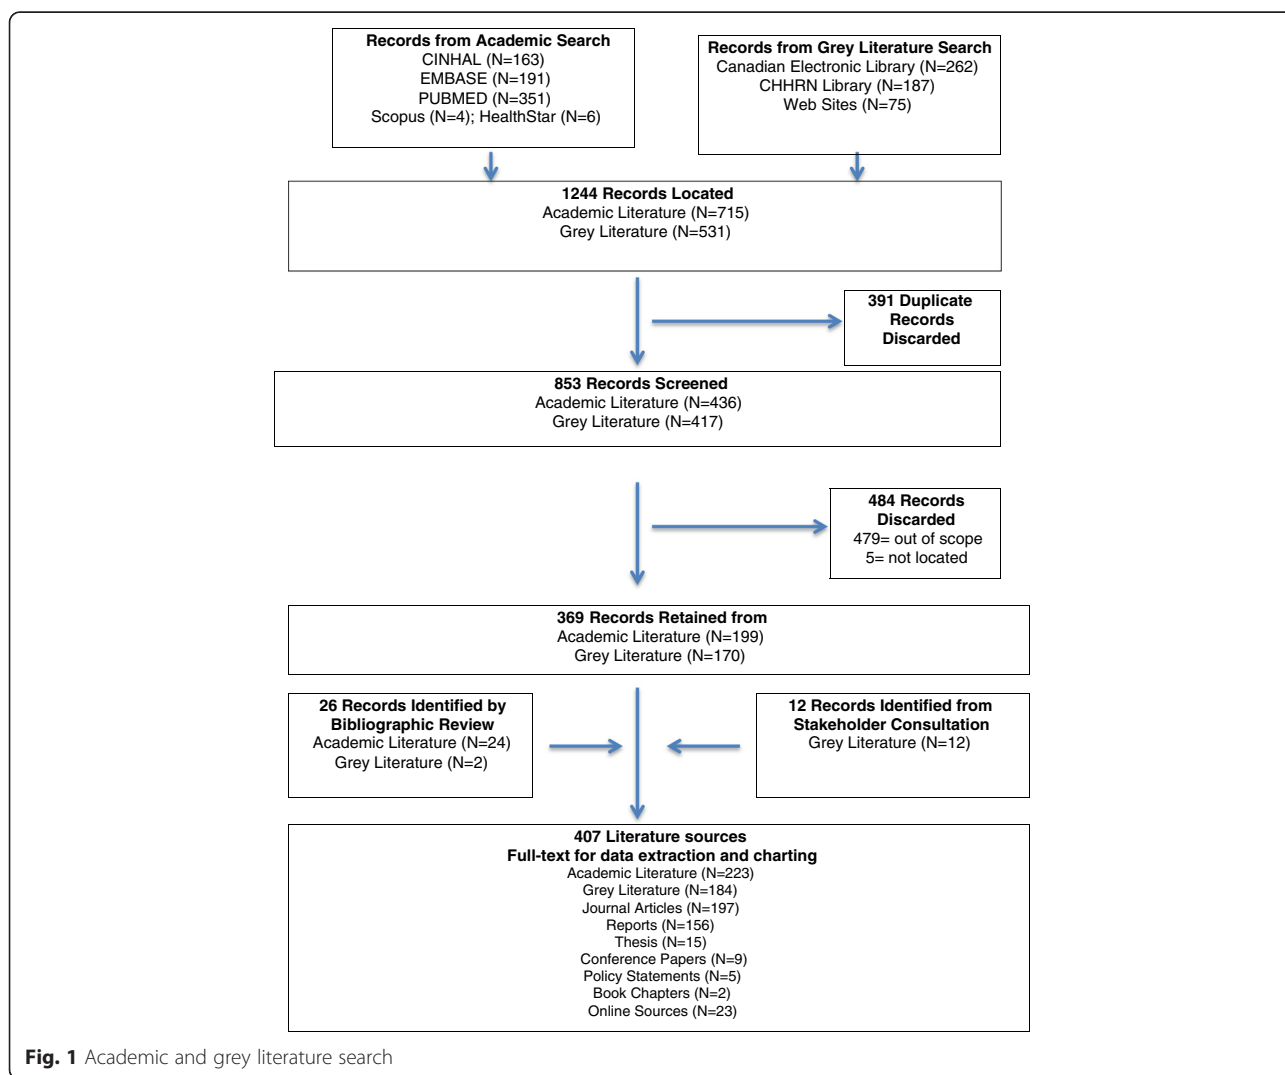 Records from Academic Search
CINHAL (N=163)
EMBASE (N=191)
PUBMED (N=351)
Scopus (N=4); HealthStar (N=6)
Records from Grey Literature Search
Canadian Electronic Library (N=262)
CHHRN Library (N=187)
Web Sites (N=75)
1244 Records Located
Academic Literature (N=715)
Grey Literature (N=531)
391 Duplicate
Records
Discarded
853 Records Screened
Academic Literature (N=436)
Grey Literature (N=417)
484 Records
Discarded
479= out of scope
5= not located
369 Records Retained from
Academic Literature (N=199)
Grey Literature (N=170)
26 Records Identified by
Bibliographic Review
Academic Literature (N=24)
Grey Literature (N=2)
12 Records Identified from
Stakeholder Consultation
Grey Literature (N=12)
407 Literature sources
Full-text for data extraction and charting
Academic Literature (N=223)
Grey Literature (N=184)
Journal Articles (N=197)
Reports (N=156)
Thesis (N=15)
Conference Papers (N=9)
Policy Statements (N=5)
Book Chapters (N=2)
Online Sources (N=23)
Fig. 1 Academic and grey literature search